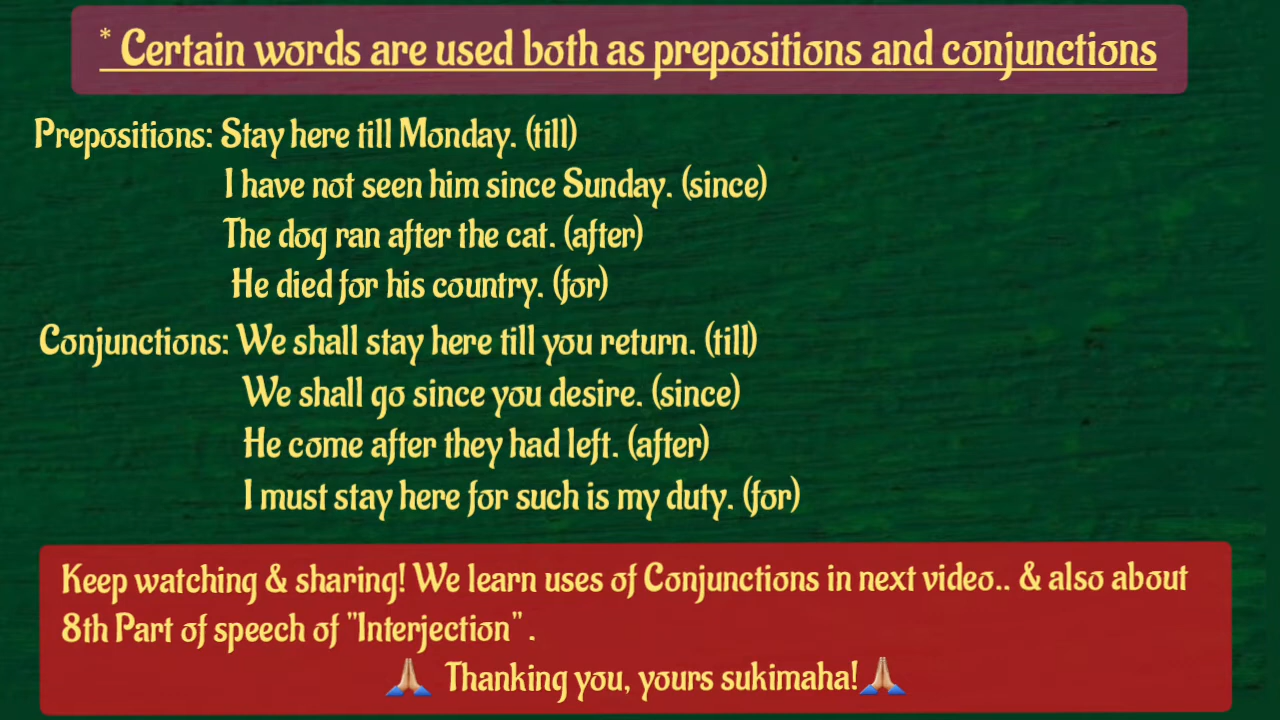 * Certain words are used both as prepositions and conjunctions
Prepositions: Stay here till Monday. (till)
I have not seen him since Sunday. (since)
The dog ran after the cat. (after)
He died for his country. (for)
Conjunctions: We shall stay here till you return. (till)
We shall go since you desire. (since)
He come after they had left. (after)
I must stay here for such is my duty. (for)
Keep watching & sharing! We learn uses of Conjunctions in next video.. & also about
8th Part of speech of "Interjection" .
🙏 Thanking you, yours sukimaha!🙏